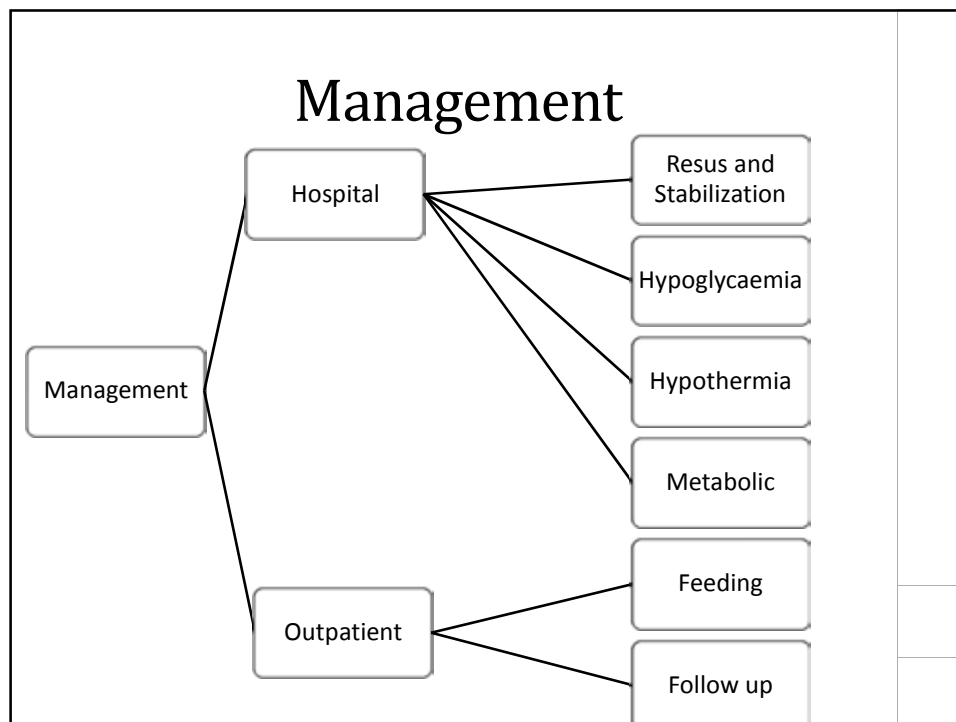 Management
Hospital
Resus and
Stabilization
Hypoglycaemia
Hypothermia
Management
Metabolic
Feeding
Outpatient
Follow up